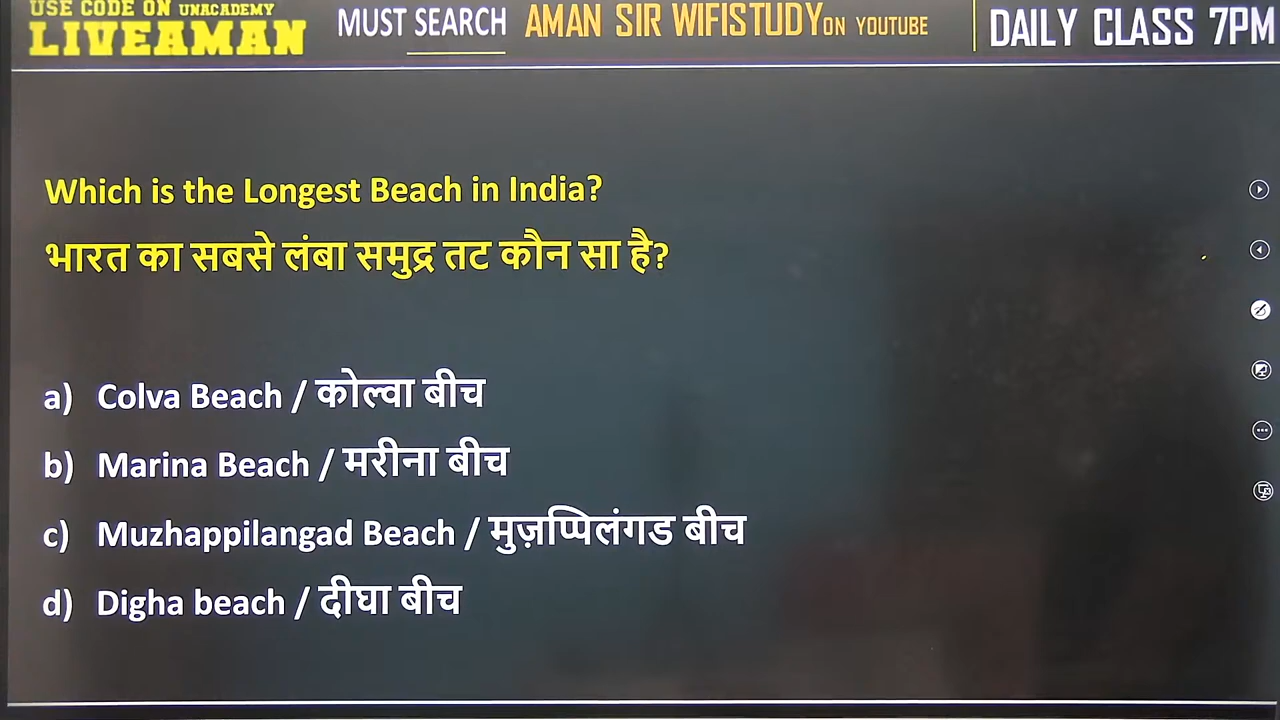 USE CODE ON UNACADEMY
LIVEAMAN
MUST SEARCH AMAN SIR WIFISTUDY ON YOUTUBE
DAILY CLASS 7PM
Which is the Longest Beach in India?
भारत का सबसे लंबा समुद्र तट कौन सा है?
a) Colva Beach / कोल्वा बीच
b) Marina Beach / मरीना बीच
c) Muzhappilangad Beach / मुज़प्पिलंगड बीच
d) Digha beach / दीघा बीच